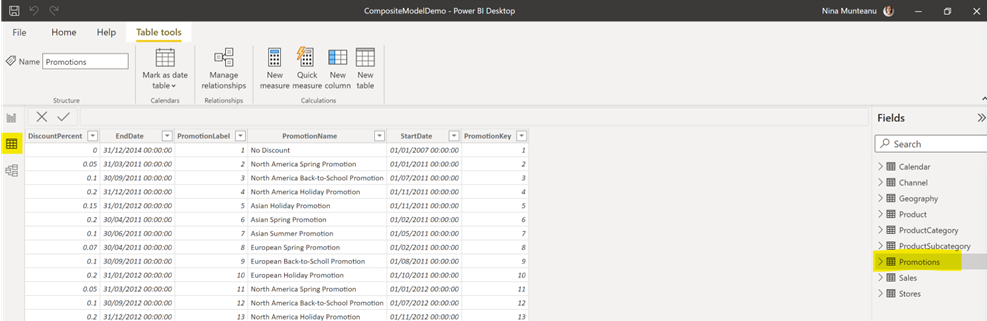 CompositeModelDemo - Power BI Desktop
Nina Munteanu
File Home Help Table tools
Name Promotions
Mark as date table
Manage relationships
New measure
Quick measure
New column
New table
Structure
Calendars
Relationships
Calculations
DiscountPercent EndDate PromotionLabel PromotionName StartDate PromotionKey
0 31/12/2014 00:00:00 1 No Discount 01/01/2007 00:00:00 1
0.05 31/03/2011 00:00:00 2 North America Spring Promotion 01/01/2011 00:00:00 2
0.1 30/09/2011 00:00:00 3 North America Back-to-School Promotion 01/07/2011 00:00:00 3
0.2 31/12/2011 00:00:00 4 North America Holiday Promotion 01/11/2011 00:00:00 4
0.15 31/01/2012 00:00:00 5 Asian Holiday Promotion 01/11/2011 00:00:00 5
0.2 30/04/2011 00:00:00 6 Asian Spring Promotion 01/02/2011 00:00:00 6
0.1 30/06/2011 00:00:00 7 Asian Summer Promotion 01/05/2011 00:00:00 7
0.07 30/04/2011 00:00:00 8 European Spring Promotion 01/02/2011 00:00:00 8
0.1 30/09/2011 00:00:00 9 European Back-to-Scholl Promotion 01/08/2011 00:00:00 9
0.2 31/01/2012 00:00:00 10 European Holiday Promotion 01/10/2011 00:00:00 10
0.05 31/03/2012 00:00:00 11 North America Spring Promotion 01/01/2012 00:00:00 11
0.1 30/09/2012 00:00:00 12 North America Back-to-School Promotion 01/07/2012 00:00:00 12
0.2 31/12/2012 00:00:00 13 North America Holiday Promotion 01/11/2012 00:00:00 13
Fields
Search
Calendar
Channel
Geography
Product
ProductCategory
ProductSubcategory
Promotions
Sales
Stores